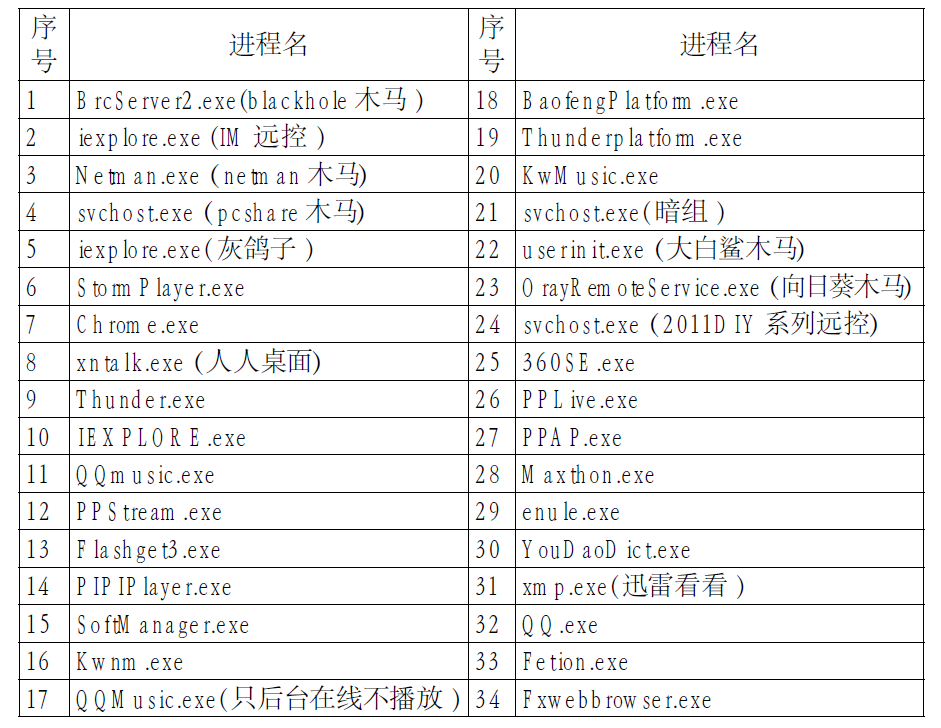 序号 进程名 序号 进程名
1 BrcServer2.exe(blackhole 木马) 18 BaofengPlatform.exe
2 iexplore.exe (IM 远控) 19 Thunderplatform.exe
3 Netman.exe (netman 木马) 20 KwMusic.exe
4 svchost.exe (pcshare 木马) 21 svchost.exe(暗组)
5 iexplore.exe(灰鸽子) 22 userinit.exe (大白鲨木马)
6 StormPlayer.exe 23 OrayRemoteService.exe (向日葵木马)
7 Chrome.exe 24 svchost.exe (2011DIY 系列远控)
8 xntalk.exe (人人桌面) 25 360SE.exe
9 Thunder.exe 26 PPLive.exe
10 IEXPLORE.exe 27 PPAP.exe
11 QQmusic.exe 28 Maxthon.exe
12 PPStream.exe 29 enule.exe
13 Flashget3.exe 30 YouDaoDict.exe
14 PIPIPlayer.exe 31 xmp.exe(迅雷看看)
15 SoftManager.exe 32 QQ.exe
16 Kwnm.exe 33 Fetion.exe
17 QQMusic.exe(只后台在线不播放) 34 Fxwebbrowser.exe